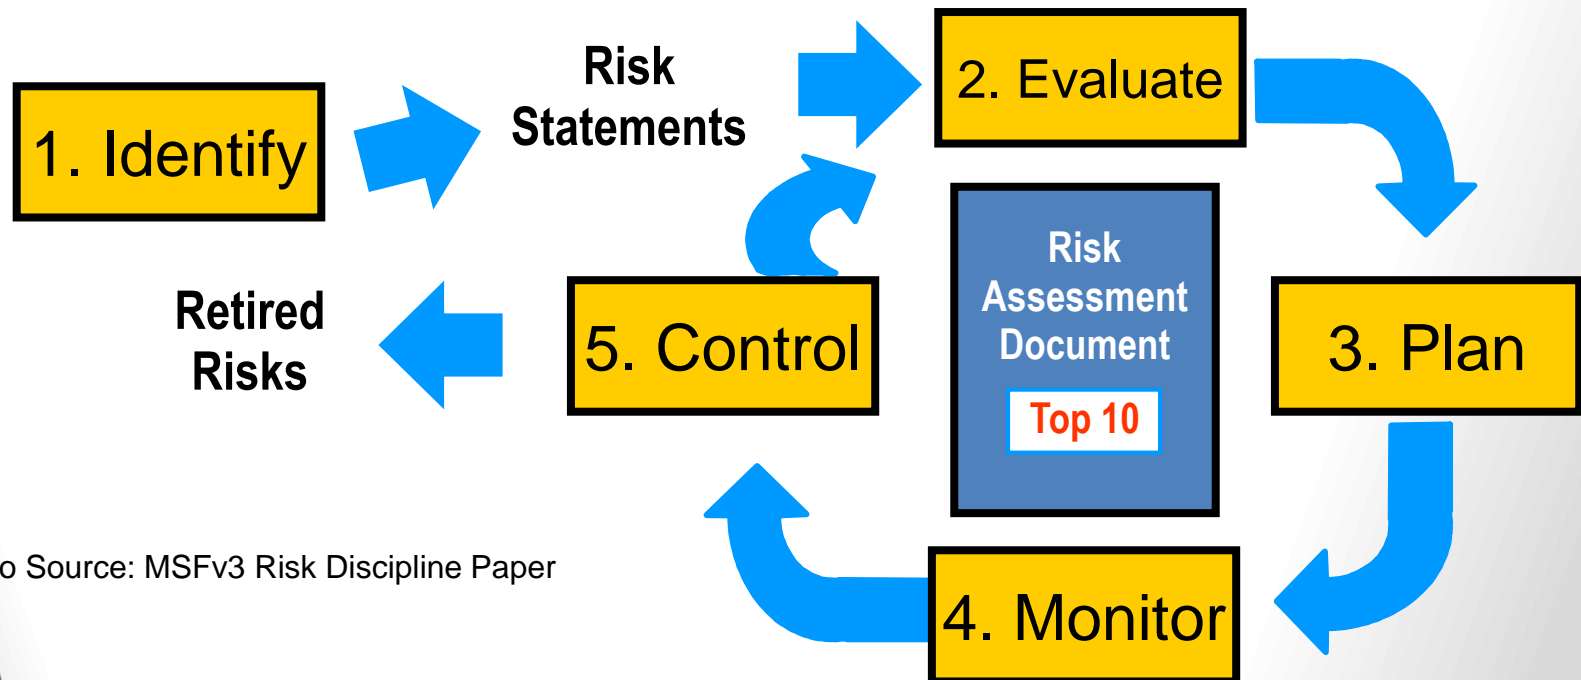 1. Identify
Risk
Statements
2. Evaluate
Retired
Risks
5. Control
Risk
Assessment
Document
Top 10
3. Plan
o Source: MSFv3 Risk Discipline Paper
4. Monitor